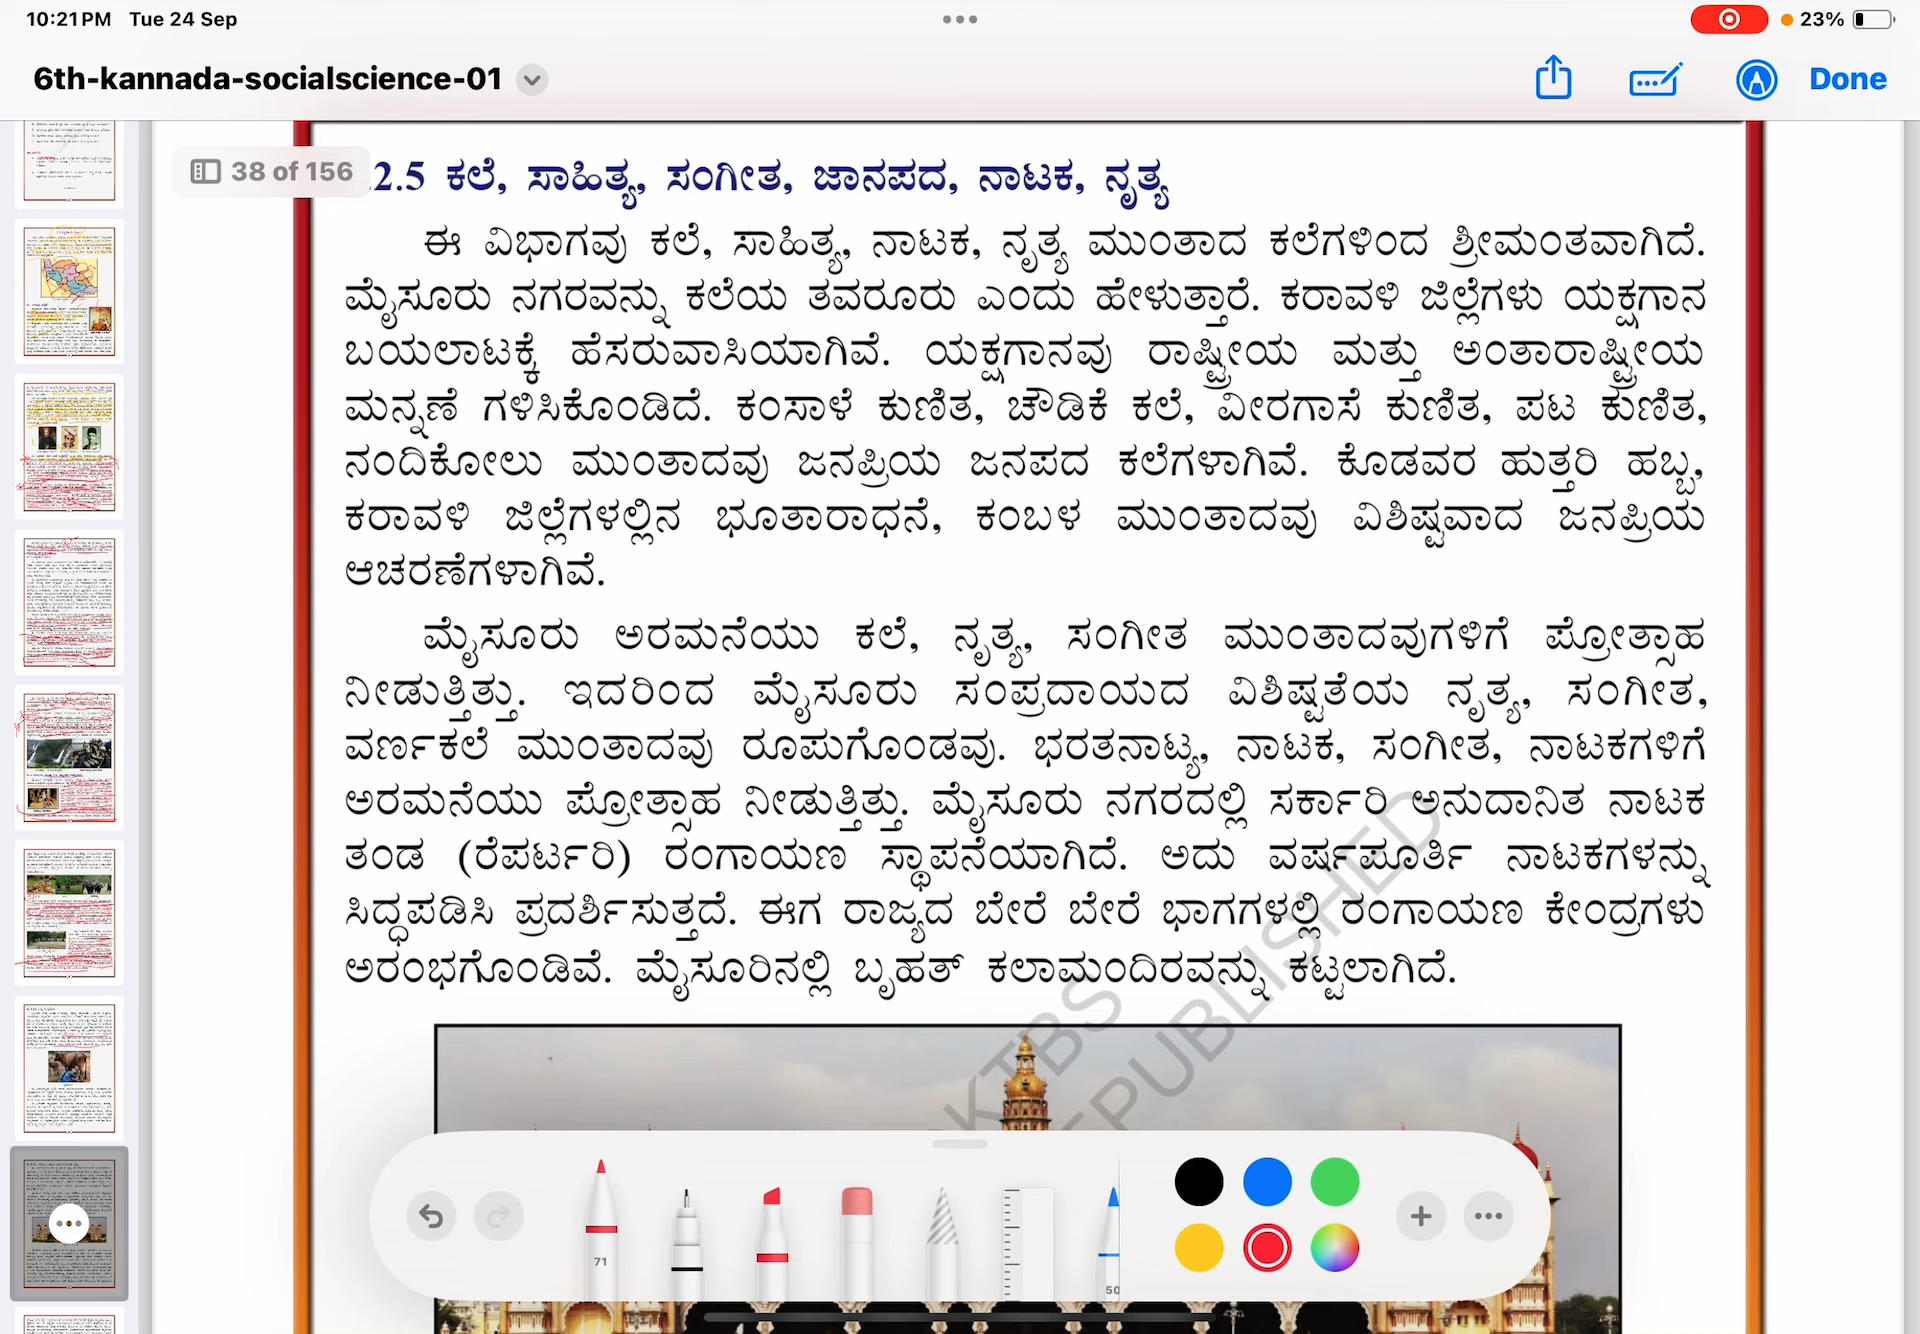 10:21 PM Tue 24 Sep
23%
6th-kannada-socialscience-01
Done
38 of 156
.2.5 ಕಲೆ, ಸಾಹಿತ್ಯ, ಸಂಗೀತ, ಜಾನಪದ, ನಾಟಕ, ನೃತ್ಯ
ಈ ವಿಭಾಗವು ಕಲೆ, ಸಾಹಿತ್ಯ, ನಾಟಕ, ನೃತ್ಯ ಮುಂತಾದ ಕಲೆಗಳಿಂದ ಶ್ರೀಮಂತವಾಗಿದೆ.
ಮೈಸೂರು ನಗರವನ್ನು ಕಲೆಯ ತವರೂರು ಎಂದು ಹೇಳುತ್ತಾರೆ. ಕರಾವಳಿ ಜಿಲ್ಲೆಗಳು ಯಕ್ಷಗಾನ
ಬಯಲಾಟಕ್ಕೆ ಹೆಸರುವಾಸಿಯಾಗಿವೆ. ಯಕ್ಷಗಾನವು ರಾಷ್ಟ್ರೀಯ ಮತ್ತು ಅಂತಾರಾಷ್ಟ್ರೀಯ
ಮನ್ನಣೆ ಗಳಿಸಿಕೊಂಡಿದೆ. ಕಂಸಾಳೆ ಕುಣಿತ, ಚೌಡಿಕೆ ಕಲೆ, ವೀರಗಾಸೆ ಕುಣಿತ, ಪಟ ಕುಣಿತ,
ನಂದಿಕೋಲು ಮುಂತಾದವು ಜನಪ್ರಿಯ ಜನಪದ ಕಲೆಗಳಾಗಿವೆ. ಕೊಡವರ ಹುತ್ತರಿ ಹಬ್ಬ,
ಕರಾವಳಿ ಜಿಲ್ಲೆಗಳಲ್ಲಿನ ಭೂತಾರಾಧನೆ, ಕಂಬಳ ಮುಂತಾದವು ವಿಶಿಷ್ಟವಾದ ಜನಪ್ರಿಯ
ಆಚರಣೆಗಳಾಗಿವೆ.
ಮೈಸೂರು ಅರಮನೆಯು ಕಲೆ, ನೃತ್ಯ, ಸಂಗೀತ ಮುಂತಾದವುಗಳಿಗೆ ಪ್ರೋತ್ಸಾಹ
ನೀಡುತ್ತಿತ್ತು. ಇದರಿಂದ ಮೈಸೂರು ಸಂಪ್ರದಾಯದ ವಿಶಿಷ್ಟತೆಯ ನೃತ್ಯ, ಸಂಗೀತ,
ವರ್ಣಕಲೆ ಮುಂತಾದವು ರೂಪುಗೊಂಡವು. ಭರತನಾಟ್ಯ, ನಾಟಕ, ಸಂಗೀತ, ನಾಟಕಗಳಿಗೆ
ಅರಮನೆಯು ಪ್ರೋತ್ಸಾಹ ನೀಡುತ್ತಿತ್ತು. ಮೈಸೂರು ನಗರದಲ್ಲಿ ಸರ್ಕಾರಿ ಅನುದಾನಿತ ನಾಟಕ
ತಂಡ (ರೆಪರ್ಟರಿ) ರಂಗಾಯಣ ಸ್ಥಾಪನೆಯಾಗಿದೆ. ಅದು ವರ್ಷಪೂರ್ತಿ ನಾಟಕಗಳನ್ನು
ಸಿದ್ಧಪಡಿಸಿ ಪ್ರದರ್ಶಿಸುತ್ತದೆ. ಈಗ ರಾಜ್ಯದ ಬೇರೆ ಬೇರೆ ಭಾಗಗಳಲ್ಲಿ ರಂಗಾಯಣ ಕೇಂದ್ರಗಳು
ಅರಂಭಗೊಂಡಿವೆ. ಮೈಸೂರಿನಲ್ಲಿ ಬೃಹತ್ ಕಲಾಮಂದಿರವನ್ನು ಕಟ್ಟಲಾಗಿದೆ.
KTBS
EPUBLISHED
71
50